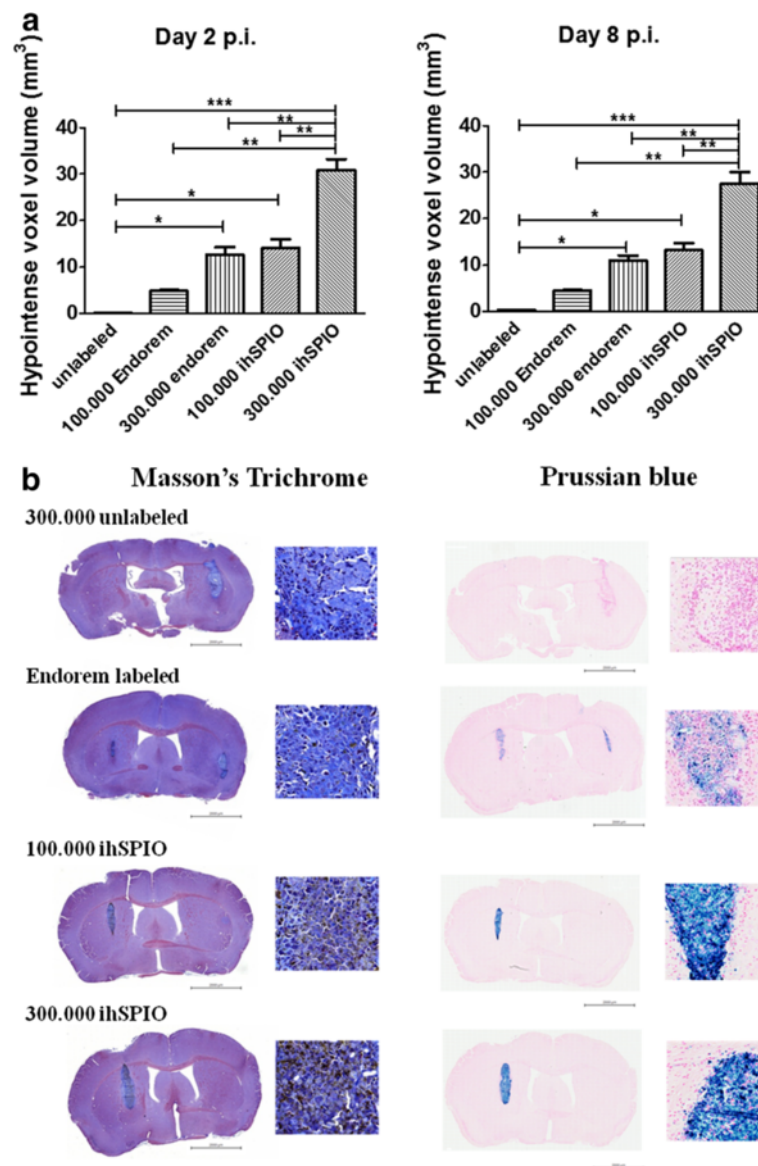 a
Day 2 p.i.
Hypointense voxel volume (mm³)
40
30
20
10
0
***
**
**
**
*
*
unlabeled
100.000 Endorem
300.000 endorem
100.000 ihSPIO
300.000 ihSPIO
Day 8 p.i.
Hypointense voxel volume (mm³)
40
30
20
10
0
***
**
**
**
*
*
unlabeled
100.000 Endorem
300.000 endorem
100.000 ihSPIO
300.000 ihSPIO
b
Masson's Trichrome
Prussian blue
300.000 unlabeled
Endorem labeled
100.000 ihSPIO
300.000 ihSPIO